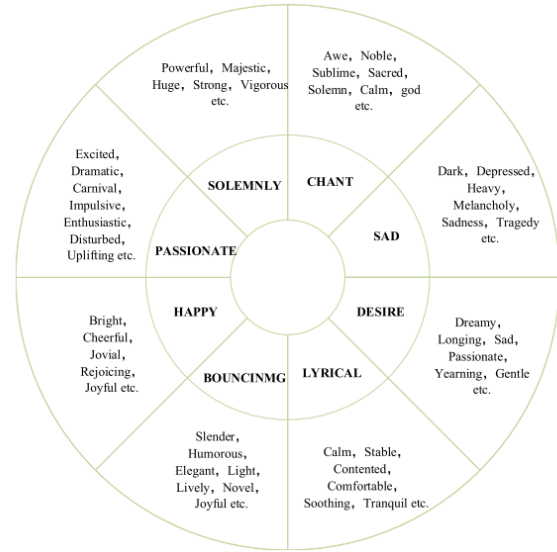 Powerful, Majestic,
Huge, Strong, Vigorous
etc.
Awe, Noble,
Sublime, Sacred,
Solemn, Calm, god
etc.
Excited,
Dramatic,
Carnival,
Impulsive,
Enthusiastic,
Disturbed,
Uplifting etc.
SOLEMNLY
CHANT
Dark, Depressed,
Heavy,
Melancholy,
Sadness, Tragedy
etc.
PASSIONATE
SAD
HAPPY
DESIRE
Bright,
Cheerful,
Jovial,
Rejoicing,
Joyful etc.
Dreamy,
Longing, Sad,
Passionate,
Yearning, Gentle
etc.
BOUNCINMG
LYRICAL
Slender,
Humorous,
Elegant, Light,
Lively, Novel,
Joyful etc.
Calm, Stable,
Contented,
Comfortable,
Soothing, Tranquil etc.